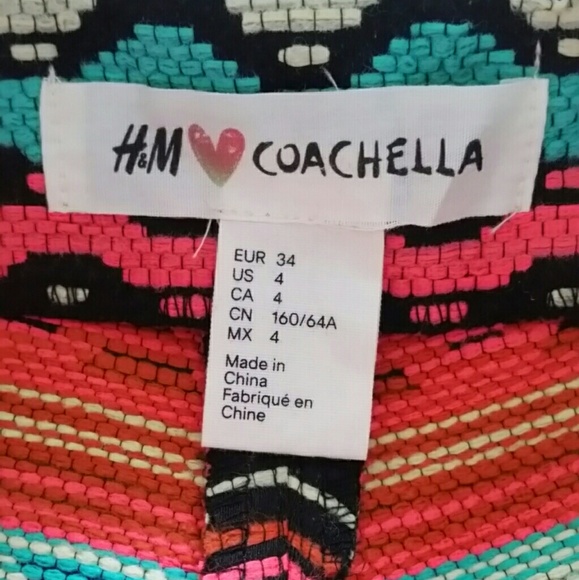 H&M COACHELLA
EUR 34
US 4
CA 4
CN 160/64A
MX 4
Made in
China
Fabriqué en
Chine